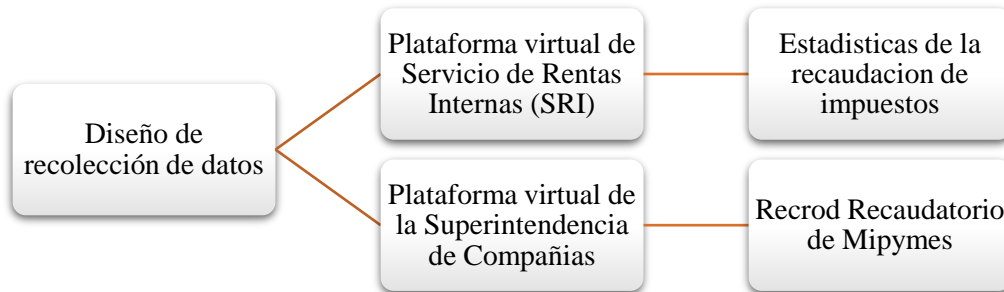 Diseño de
recolección de datos
Plataforma virtual de
Servicio de Rentas
Internas (SRI)
Estadisticas de la
recaudacion de
impuestos
Plataforma virtual de
la Superintendencia
de Compañias
Recrod Recaudatorio
de Mipymes